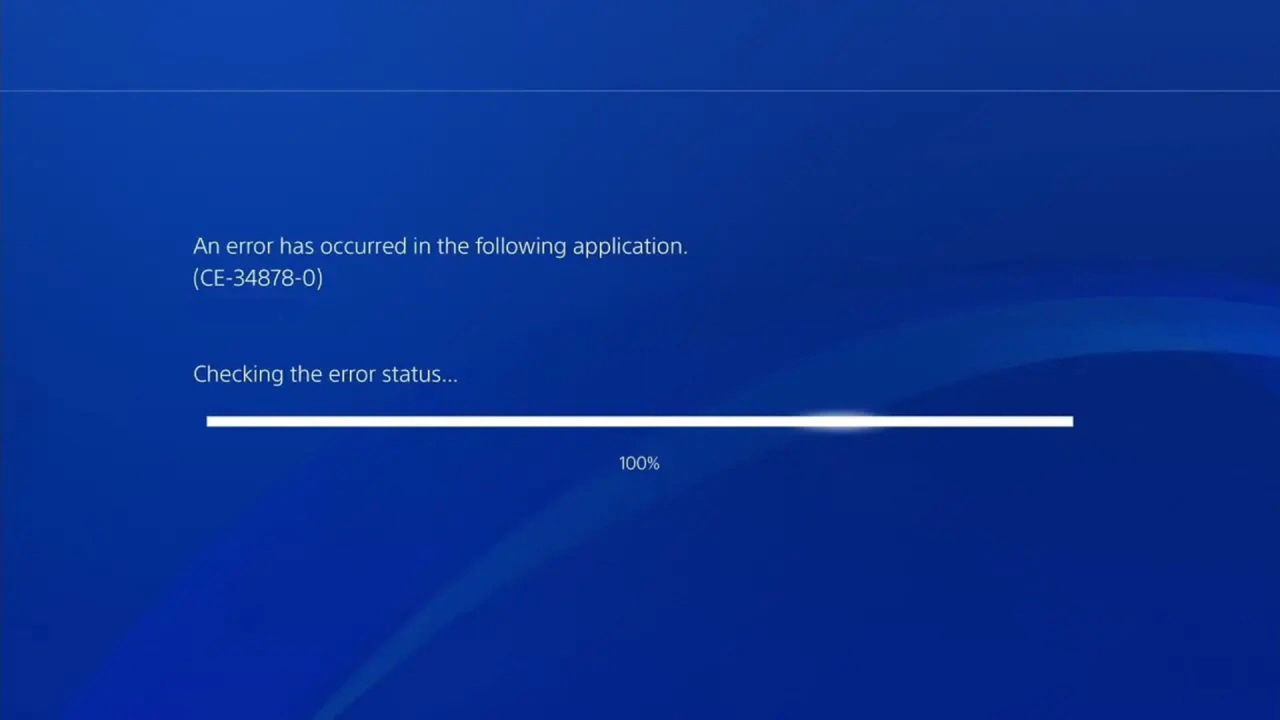 An error has occurred in the following application.
(CE-34878-0)
Checking the error status...
100%